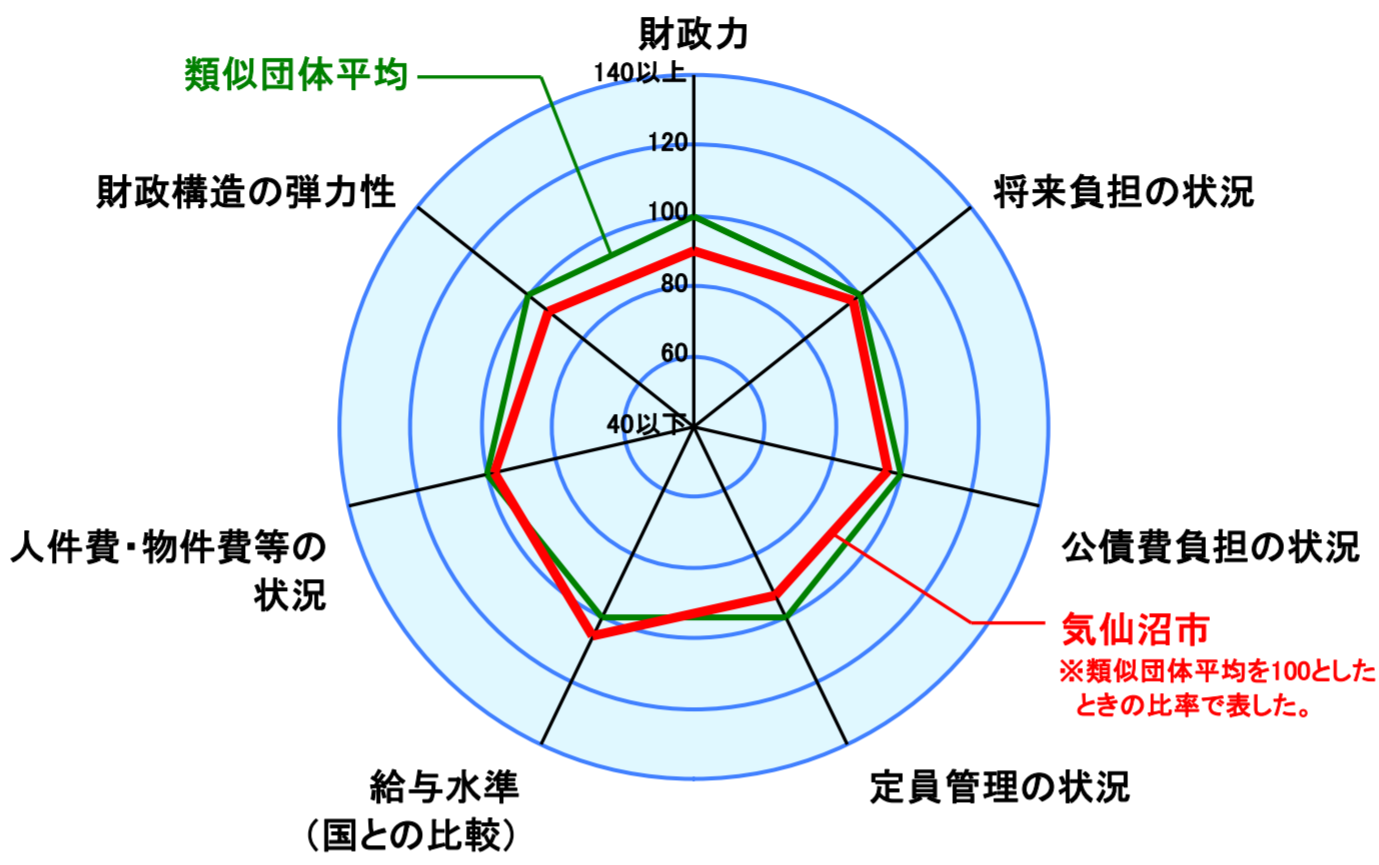 財政力
140以上
類似団体平均
120
財政構造の弾力性
将来負担の状況
100
80
60
40以下
人件費・物件費等の
状況
公債費負担の状況
気仙沼市
※類似団体平均を100とした
ときの比率で表した。
給与水準
（国との比較）
定員管理の状況